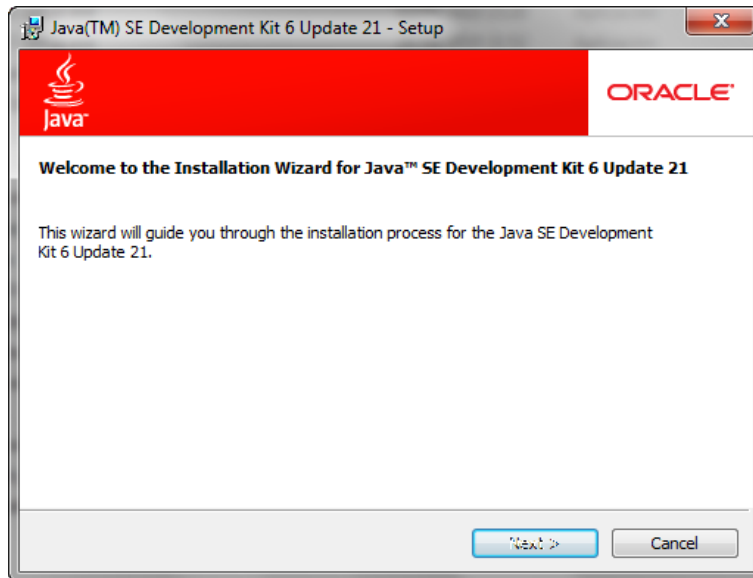 Java(TM) SE Development Kit 6 Update 21 - Setup
Java™
ORACLE®
Welcome to the Installation Wizard for Java™ SE Development Kit 6 Update 21
This wizard will guide you through the installation process for the Java SE Development
Kit 6 Update 21.
Next >
Cancel